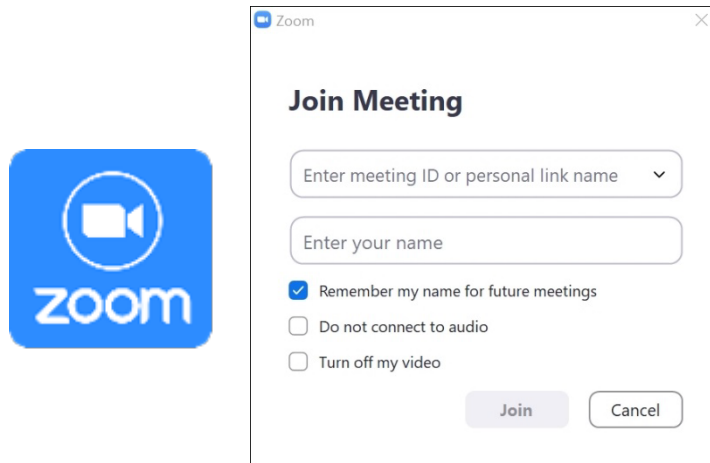 zoom
Zoom
Join Meeting
Enter meeting ID or personal link name
Enter your name
Remember my name for future meetings
Do not connect to audio
Turn off my video
Join
Cancel